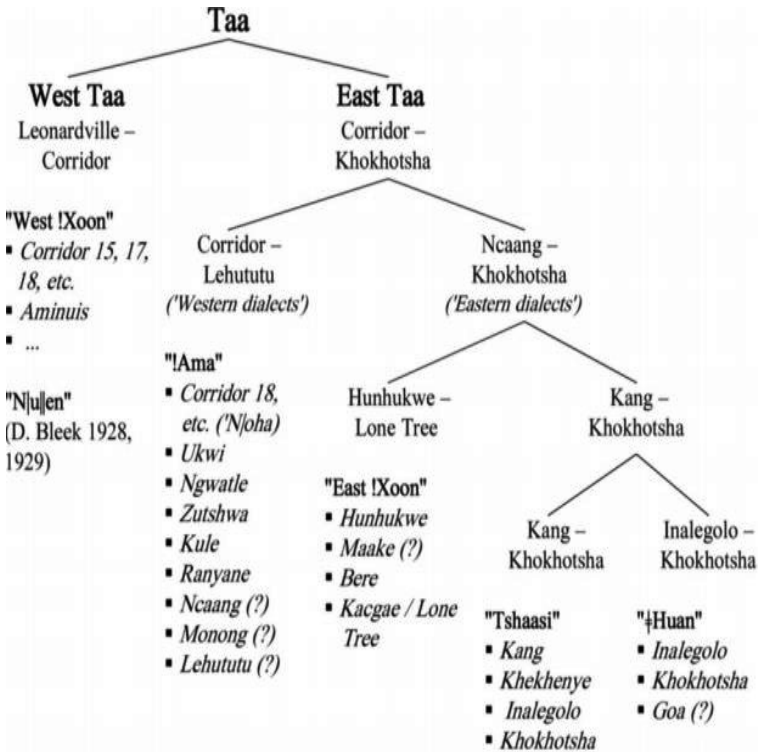 Taa
West Taa
Leonardville –
Corridor
East Taa
Corridor –
Khokhotsha
"West !Xoon"
▪ Corridor 15, 17,
18, etc.
▪ Aminuis
▪ ...
"N|u||en"
(D. Bleek 1928,
1929)
Corridor –
Lehututu
('Western dialects')
Ncaang –
Khokhotsha
('Eastern dialects')
"!Ama"
▪ Corridor 18,
etc. ('N|oha)
▪ Ukwi
▪ Ngwatle
▪ Zutshwa
▪ Kule
▪ Ranyane
▪ Ncaang (?)
▪ Monong (?)
▪ Lehututu (?)
Hunhukwe –
Lone Tree
Kang –
Khokhotsha
"East !Xoon"
▪ Hunhukwe
▪ Maake (?)
▪ Bere
▪ Kacgae / Lone
Tree
Kang –
Khokhotsha
Inalegolo –
Khokhotsha
"Tshaasi"
▪ Kang
▪ Khekhenye
▪ Inalegolo
▪ Khokhotsha
"ǂHuan"
▪ Inalegolo
▪ Khokhotsha
▪ Goa (?)